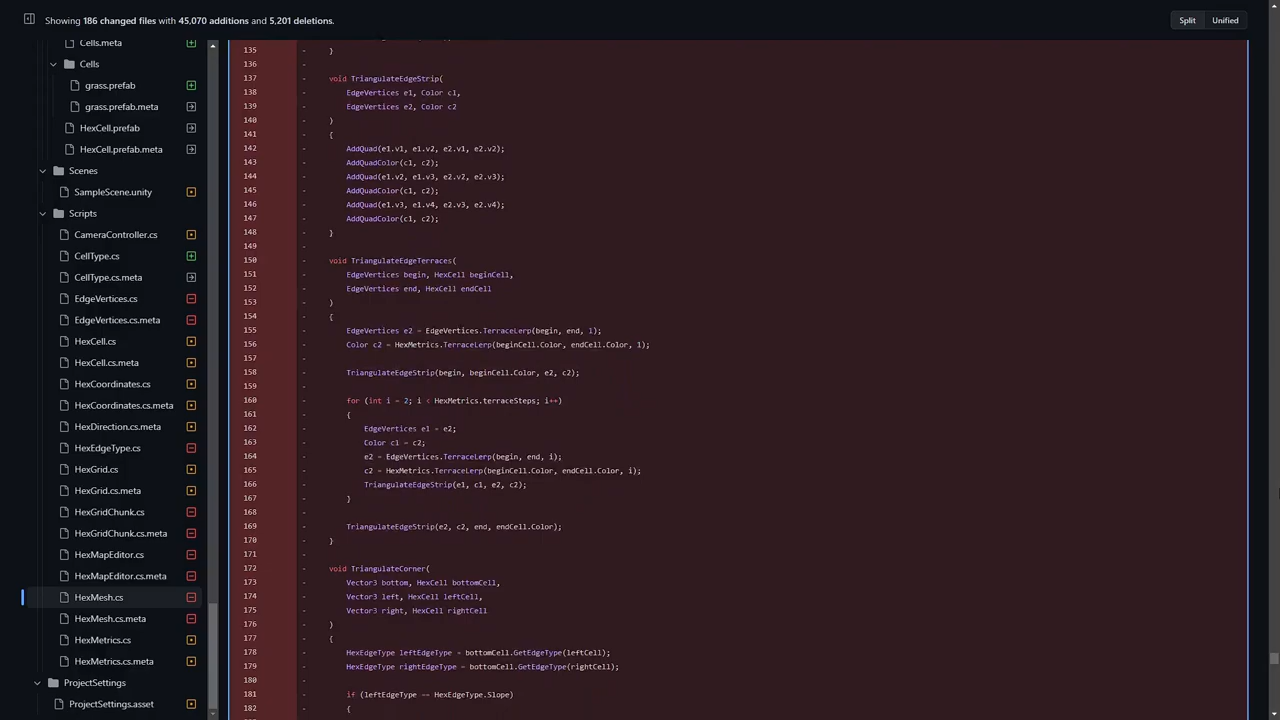 Showing 186 changed files with 45,070 additions and 5,201 deletions.
Split
Unified
Cells.meta
Cells
grass.prefab
grass.prefab.meta
HexCell.prefab
HexCell.prefab.meta
Scenes
SampleScene.unity
Scripts
CameraController.cs
CellType.cs
CellType.cs.meta
EdgeVertices.cs
EdgeVertices.cs.meta
HexCell.cs
HexCell.cs.meta
HexCoordinates.cs
HexCoordinates.cs.meta
HexDirection.cs.meta
HexEdgeType.cs
HexGrid.cs
HexGrid.cs.meta
HexGridChunk.cs
HexGridChunk.cs.meta
HexMapEditor.cs
HexMapEditor.cs.meta
HexMesh.cs
HexMesh.cs.meta
HexMetrics.cs
HexMetrics.cs.meta
ProjectSettings
ProjectSettings.asset
135 - }
136 -
137 - void TriangulateEdgeStrip(
138 - EdgeVertices e1, Color c1,
139 - EdgeVertices e2, Color c2
140 - )
141 - {
142 - AddQuad(e1.v1, e1.v2, e2.v1, e2.v2);
143 - AddQuadColor(c1, c2);
144 - AddQuad(e1.v2, e1.v3, e2.v2, e2.v3);
145 - AddQuadColor(c1, c2);
146 - AddQuad(e1.v3, e1.v4, e2.v3, e2.v4);
147 - AddQuadColor(c1, c2);
148 - }
149 -
150 - void TriangulateEdgeTerraces(
151 - EdgeVertices begin, HexCell beginCell,
152 - EdgeVertices end, HexCell endCell
153 - )
154 - {
155 - EdgeVertices e2 = EdgeVertices.TerraceLerp(begin, end, 1);
156 - Color c2 = HexMetrics.TerraceLerp(beginCell.Color, endCell.Color, 1);
157 -
158 - TriangulateEdgeStrip(begin, beginCell.Color, e2, c2);
159 -
160 - for (int i = 2; i < HexMetrics.terraceSteps; i++)
161 - {
162 - EdgeVertices e1 = e2;
163 - Color c1 = c2;
164 - e2 = EdgeVertices.TerraceLerp(begin, end, i);
165 - c2 = HexMetrics.TerraceLerp(beginCell.Color, endCell.Color, i);
166 - TriangulateEdgeStrip(e1, c1, e2, c2);
167 - }
168 -
169 - TriangulateEdgeStrip(e2, c2, end, endCell.Color);
170 - }
171 -
172 - void TriangulateCorner(
173 - Vector3 bottom, HexCell bottomCell,
174 - Vector3 left, HexCell leftCell,
175 - Vector3 right, HexCell rightCell
176 - )
177 - {
178 - HexEdgeType leftEdgeType = bottomCell.GetEdgeType(leftCell);
179 - HexEdgeType rightEdgeType = bottomCell.GetEdgeType(rightCell);
180 -
181 - if (leftEdgeType == HexEdgeType.Slope)
182 - {